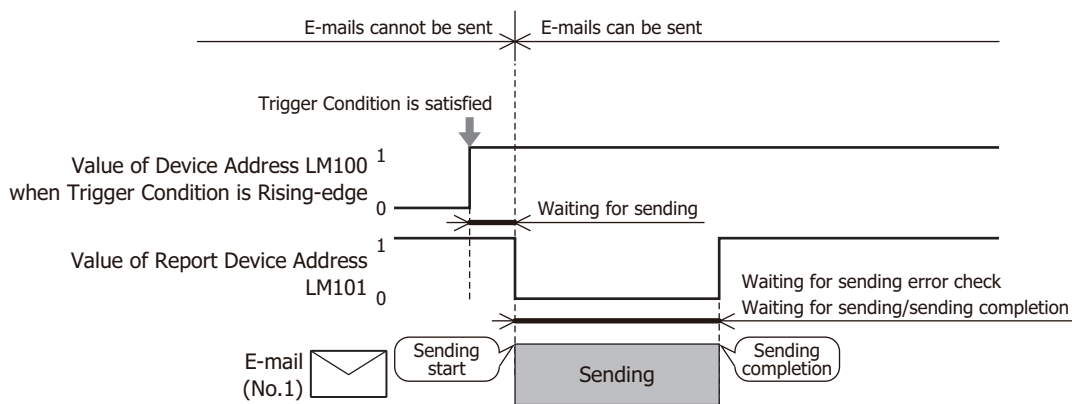 E-mails cannot be sent
E-mails can be sent
Trigger Condition is satisfied
Value of Device Address LM100
when Trigger Condition is Rising-edge
1
0
Waiting for sending
Value of Report Device Address
LM101
1
0
Waiting for sending error check
Waiting for sending/sending completion
E-mail
(No.1)
Sending
start
Sending
Sending
completion